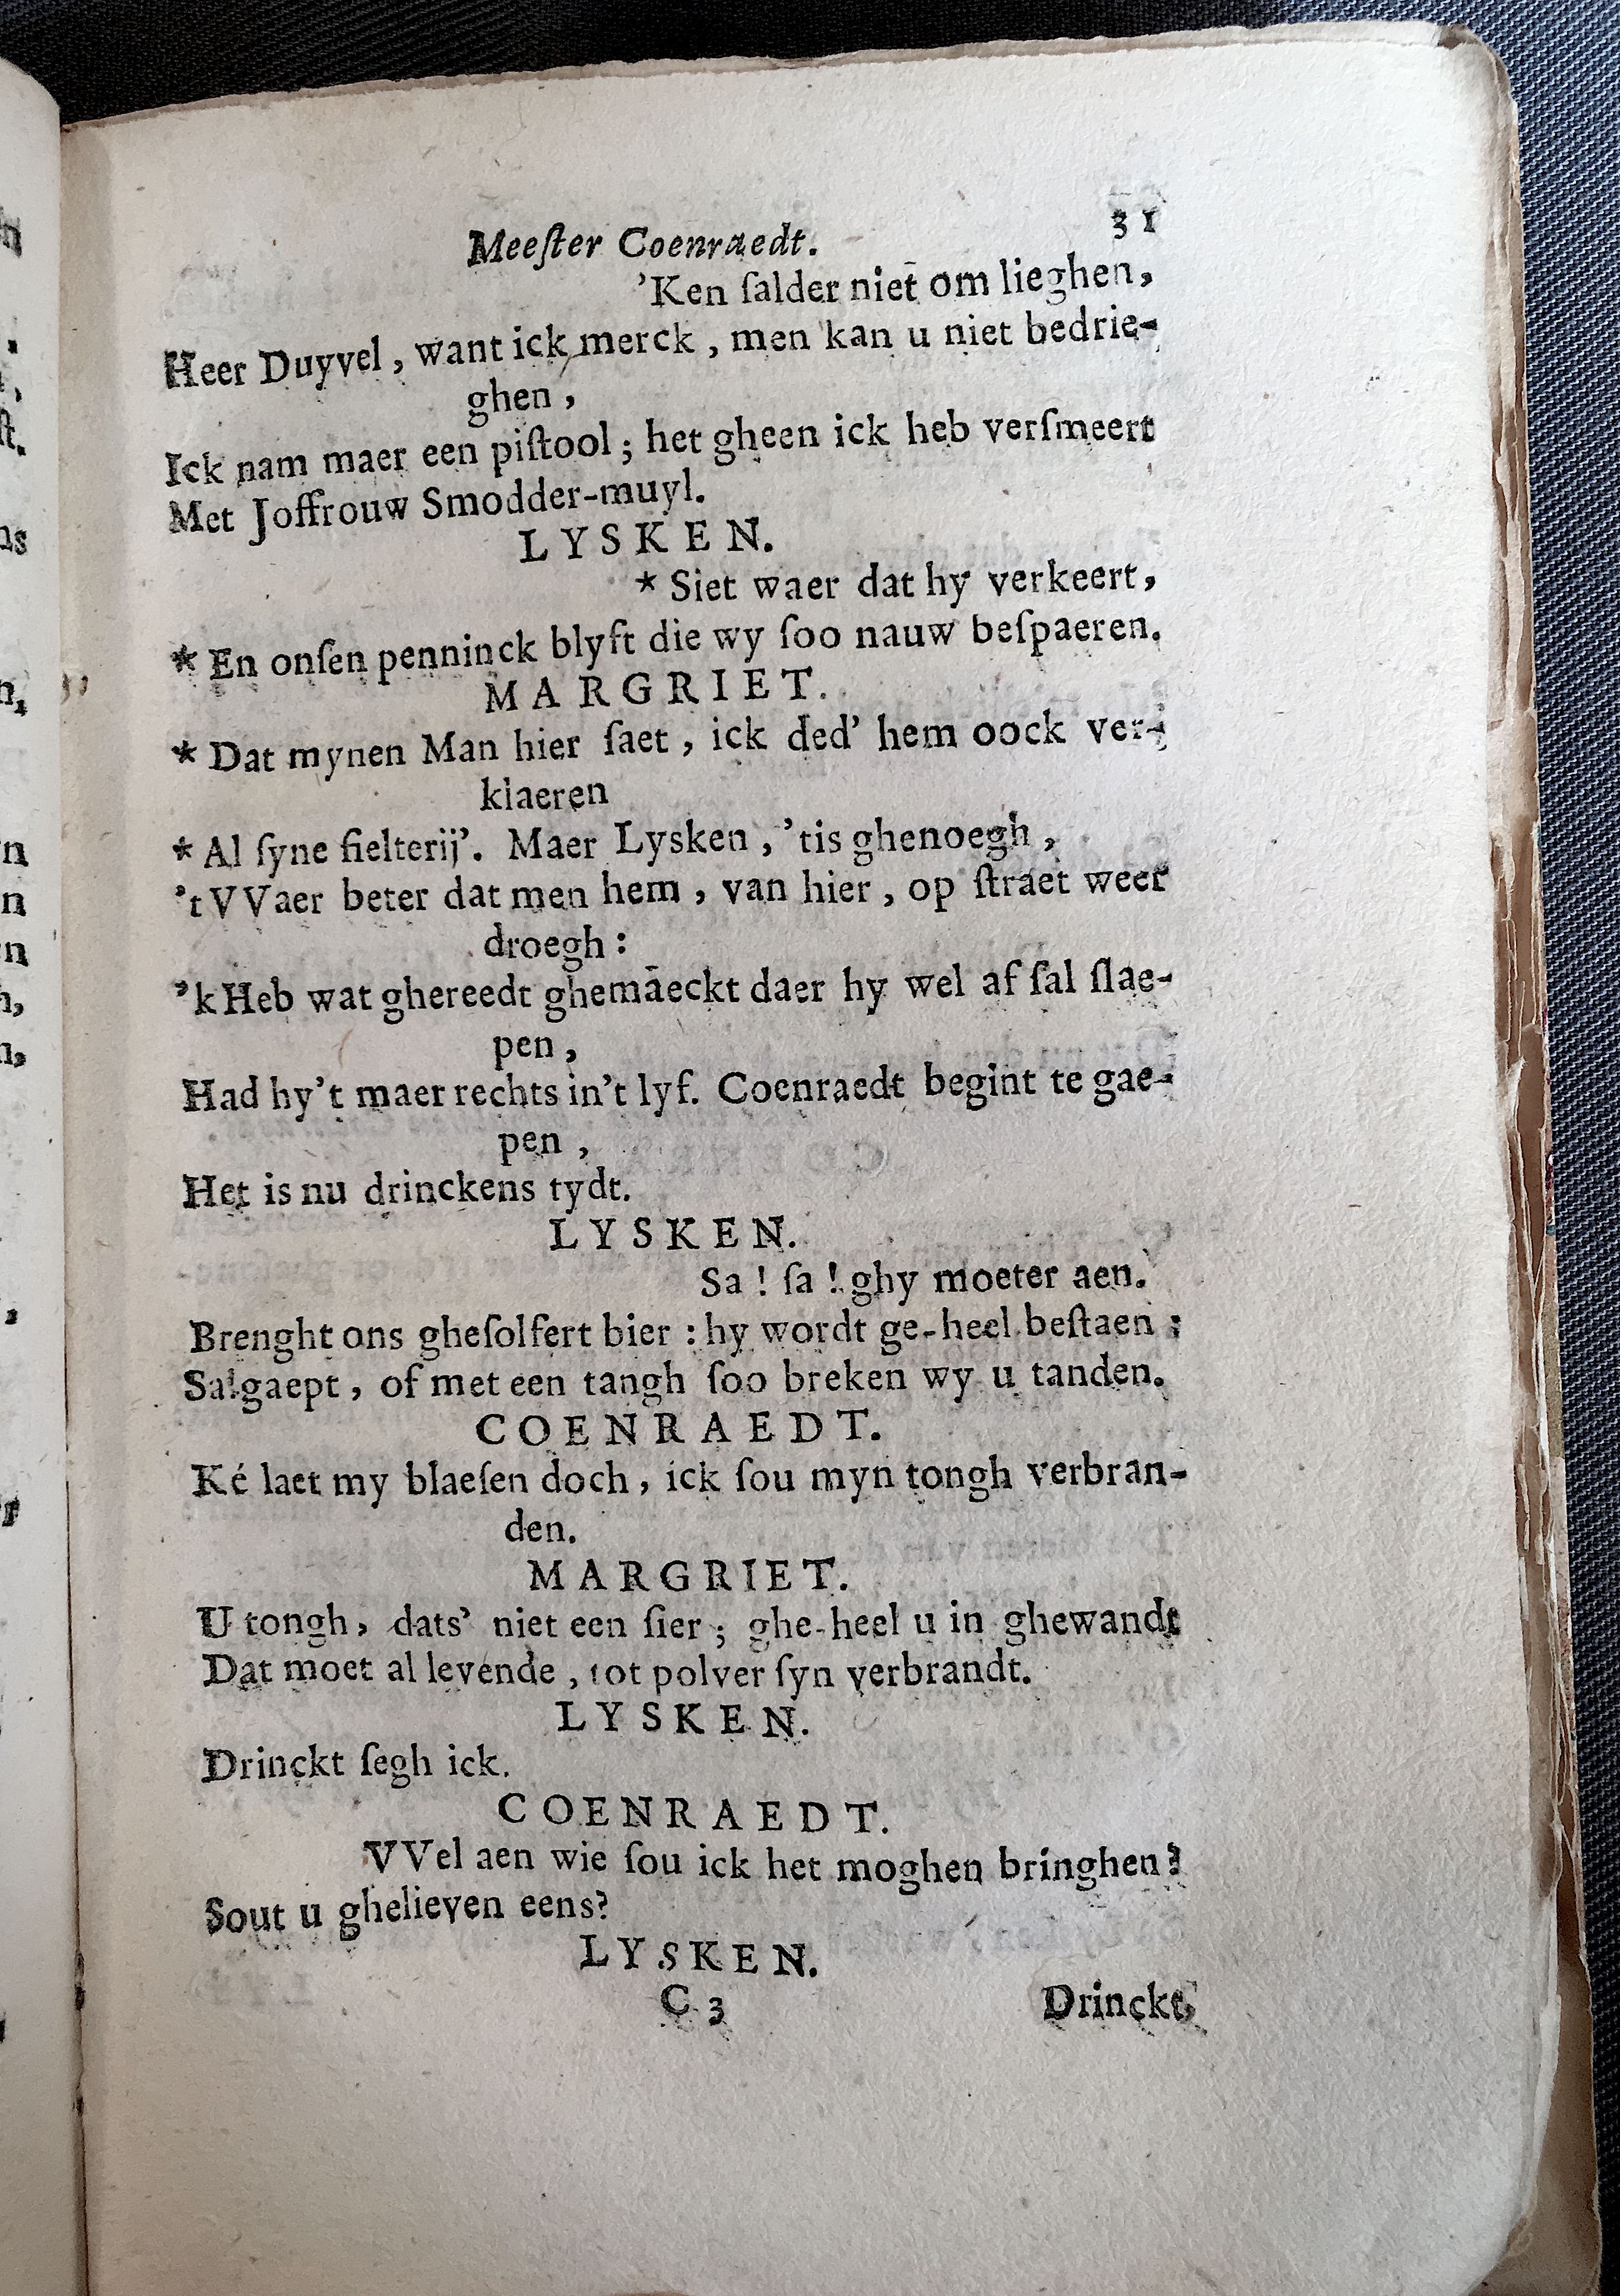 Meeſter Coenraedt. 31
'Ken ſalder niet om lieghen,
Heer Duyvel, want ick merck, men kan u niet bedrie-
ghen,
Ick nam maer een piſtool; het gheen ick heb verſmeert
Met Joffrouw Smodder-muyl.
LYSKEN.
* Siet waer dat hy verkeert,
* En onſen penninck blyft die wy ſoo nauw beſpaeren.
MARGRIET.
* Dat mynen Man hier ſaet, ick ded' hem oock ver-
klaeren
* Al ſyne fielterij'. Maer Lysken, 'tis ghenoegh,
't VVaer beter dat men hem, van hier, op ſtraet weer
droegh:
'k Heb wat ghereedt ghemaeckt daer hy wel af ſal ſlae-
pen,
Had hy't maer rechts in't lyf. Coenraedt begint te gae-
pen,
Het is nu drinckens tydt.
LYSKEN.
Sa! ſa! ghy moeter aen.
Brenght ons gheſolfert bier: hy wordt ge-heel beſtaen;
Sa!gaept, of met een tangh ſoo breken wy u tanden.
COENRAEDT.
Ké laet my blaeſen doch, ick ſou myn tongh verbran-
den.
MARGRIET.
U tongh, dats' niet een ſier; ghe-heel u in ghewandt
Dat moet al levende, tot polver ſyn verbrandt.
LYSKEN.
Drinckt ſegh ick.
COENRAEDT.
VVel aen wie ſou ick het moghen bringhen?
Sout u ghelieven eens?
LYSKEN.
C 3 Drinckt,